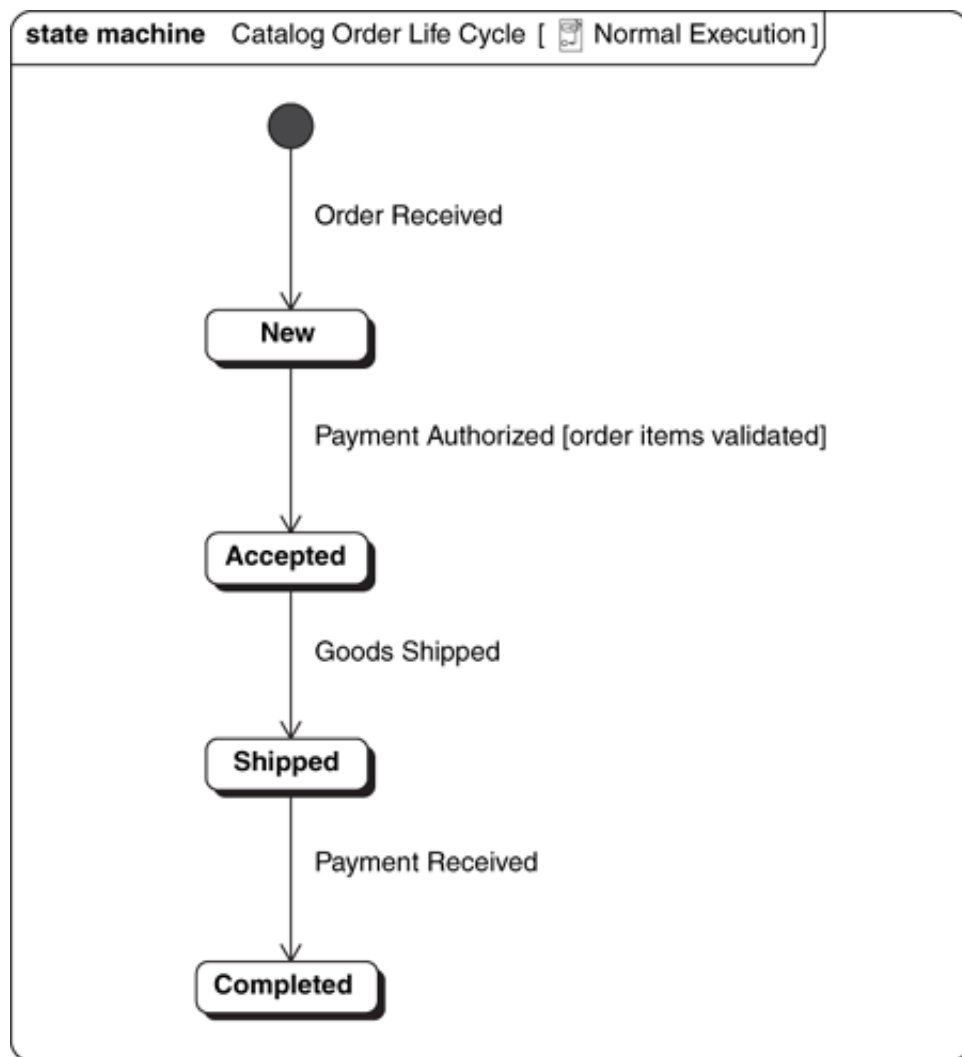 state machine Catalog Order Life Cycle [ Normal Execution ]
Order Received
New
Payment Authorized [order items validated]
Accepted
Goods Shipped
Shipped
Payment Received
Completed